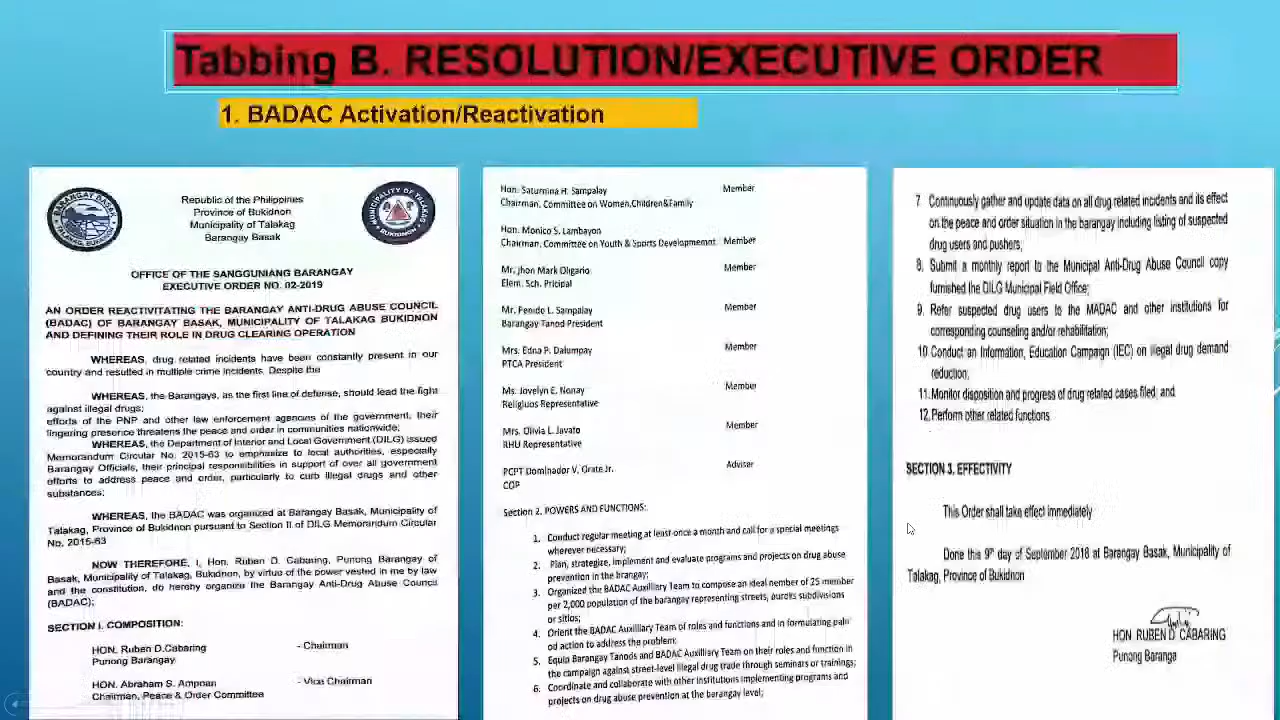 Tabbing B. RESOLUTION/EXECUTIVE ORDER
1. BADAC Activation/Reactivation
BARANGAY BASAK
TALAKAG, BUKIDNON
Republic of the Philippines
Province of Bukidnon
Municipality of Talakag
Barangay Basak
MUNICIPALITY OF TALAKAG
BUKIDNON
OFFICE OF THE SANGGUNIANG BARANGAY
EXECUTIVE ORDER NO. 02-2019
AN ORDER REACTIVITATING THE BARANGAY ANTI-DRUG ABUSE COUNCIL
(BADAC) OF BARANGAY BASAK, MUNICIPALITY OF TALAKAG BUKIDNON
AND DEFINING THEIR ROLE IN DRUG CLEARING OPERATION
WHEREAS, drug related incidents have been constantly present in our
country and resulted in multiple crime incidents. Despite the
WHEREAS, the Barangays, as the first line of defense, should lead the fight
against illegal drugs;
efforts of the PNP and other law enforcement agencies of the government, their
lingering presence threatens the peace and order in communities nationwide;
WHEREAS, the Department of Interior and Local Government (DILG) issued
Memorandum Circular No. 2015-63 to emphasize to local authorities, especially
Barangay Officials, their principal responsibilities in support of over all government
efforts to address peace and order, particularly to curb illegal drugs and other
substances;
WHEREAS, the BADAC was organized at Barangay Basak, Municipality of
Talakag, Province of Bukidnon pursuant to Section II of DILG Memorandum Circular
No. 2015-63
NOW THEREFORE, I, Hon. Ruben D. Cabaring, Punong Barangay of
Basak, Municipality of Talakag, Bukidnon, by virtue of the power vested in me by law
and the constitution, do hereby organize the Barangay Anti-Drug Abuse Council
(BADAC);
SECTION I. COMPOSITION:
HON. Ruben D.Cabaring - Chairman
Punong Barangay
HON. Abraham S. Ampoan - Vice Chairman
Chairman, Peace & Order Committee
Hon. Saturnina H. Sampalay Member
Chairman, Committee on Women,Children&Family
Hon. Monico S. Lambayon
Chairman, Committee on Youth & Sports Developmemnt Member
Mr. Jhon Mark Oligario Member
Elem. Sch. Pricipal
Mr. Penido L. Sampalay Member
Barangay Tanod President
Mrs. Edna P. Dalumpay Member
PTCA President
Ms. Jovelyn E. Nonay Member
Religiuos Representative
Mrs. Olivia L. Javato Member
RHU Representative
PCPT Dominador V, Orate Jr. Adviser
COP
Section 2. POWERS AND FUNCTIONS:
1. Conduct regular meeting at least once a month and call for a special meetings
wherever necessary;
2. Plan, strategize, implement and evaluate programs and projects on drug abuse
prevention in the brangay;
3. Organized the BADAC Auxiliary Team to compose an ideal nember of 25 member
per 2,000 population of the barangay representing streets, puroks subdivisions
or sitios;
4. Orient the BADAC Auxilliary Team of roles and functions and in formulating paln
od action to address the problem;
5. Equip Barangay Tanods and BADAC Auxilliary Team on their roles and function in
the campaign against street-level illegal drug trade through seminars or trainings;
6. Coordinate and collaborate with other institutions implementing programs and
projects on drug abuse prevention at the barangay level;
7. Continuously gather and update data on all drug related incidents and its effect
on the peace and order situation in the barangay including listing of suspected
drug users and pushers;
8. Submit a monthly report to the Municipal Anti-Drug Abuse Council copy
furnished the DILG Municipal Field Office;
9. Refer suspected drug users to the MADAC and other institutions for
corresponding counseling and/or rehabilitation;
10 Conduct an Information, Education Campaign (IEC) on illegal drug demand
reduction;
11. Monitor disposition and progress of drug related cases filed; and
12. Perform other related functions
SECTION 3. EFFECTIVITY
This Order shall take effect immediately
Done this 9th day of September 2018 at Barangay Basak, Municipality of
Talakag, Province of Bukidnon
HON RUBEN D. CABARING
Punong Baranga